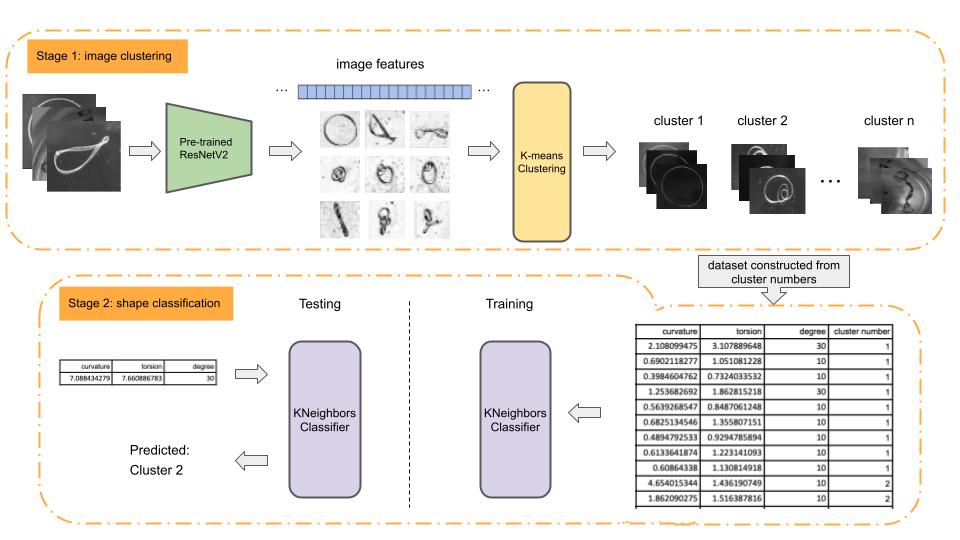 Stage 1: image clustering
image features
...
...
Pre-trained
ResNetV2
K-means
Clustering
cluster 1
cluster 2
cluster n
...
dataset constructed from
cluster numbers
Stage 2: shape classification
Testing
Training
curvature torsion degree
7.088434279 7.660886783 30
KNeighbors
Classifier
Predicted:
Cluster 2
KNeighbors
Classifier
curvature torsion degree cluster number
2.108099475 3.107889648 30 1
0.6902118277 1.051081228 10 1
0.3984604762 0.7324033532 10 1
1.253682692 1.862815218 30 1
0.5639268547 0.8487061248 10 1
0.6825134546 1.355807151 10 1
0.4894792533 0.9294785894 10 1
0.6133641874 1.223141093 10 1
0.60864338 1.130814918 10 1
4.654015344 1.436190749 10 2
1.862090275 1.516387816 10 2